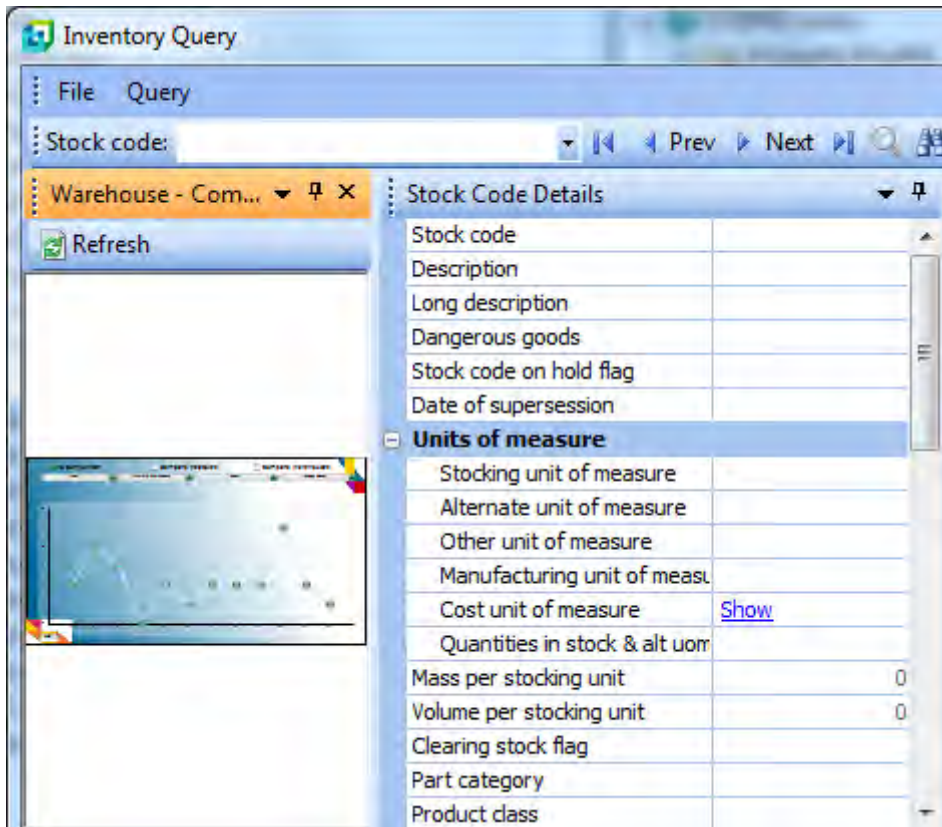 Inventory Query
File Query
Stock code: Prev Next
Warehouse - Com...
Refresh
Stock Code Details
Stock code
Description
Long description
Dangerous goods
Stock code on hold flag
Date of supersession
Units of measure
Stocking unit of measure
Alternate unit of measure
Other unit of measure
Manufacturing unit of measu
Cost unit of measure Show
Quantities in stock & alt uom
Mass per stocking unit 0
Volume per stocking unit 0
Clearing stock flag
Part category
Product class